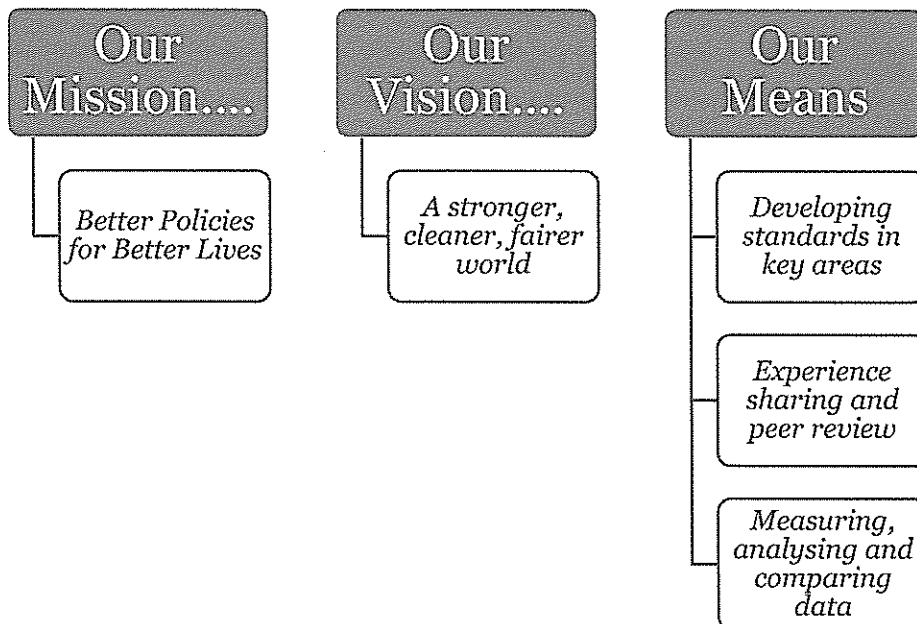 Our
Mission....
Better Policies
for Better Lives
Our
Vision....
A stronger,
cleaner, fairer
world
Our
Means
Developing
standards in
key areas
Experience
sharing and
peer review
Measuring,
analysing and
comparing
data